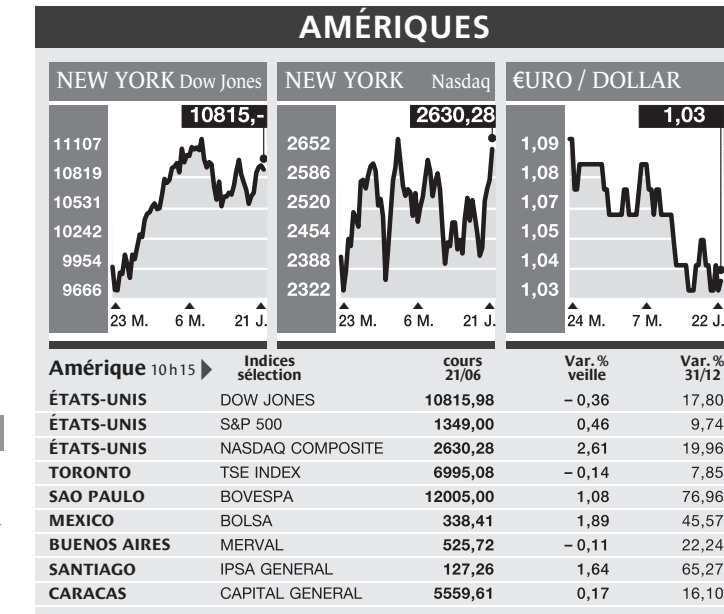 AMÉRIQUES
NEW YORK Dow Jones
10815,-
11107
10819
10531
10242
9954
9666
23 M. 6 M. 21 J.
NEW YORK Nasdaq
2630,28
2652
2586
2520
2454
2388
2322
23 M. 6 M. 21 J.
€URO / DOLLAR
1,03
1,09
1,08
1,07
1,05
1,04
1,03
24 M. 7 M. 22 J.
Amérique 10h15 Indices sélection cours 21/06 Var. % veille Var. % 31/12
ÉTATS-UNIS DOW JONES 10815,98 – 0,36 17,80
ÉTATS-UNIS S&P 500 1349,00 0,46 9,74
ÉTATS-UNIS NASDAQ COMPOSITE 2630,28 2,61 19,96
TORONTO TSE INDEX 6995,08 – 0,14 7,85
SAO PAULO BOVESPA 12005,00 1,08 76,96
MEXICO BOLSA 338,41 1,89 45,57
BUENOS AIRES MERVAL 525,72 – 0,11 22,24
SANTIAGO IPSA GENERAL 127,26 1,64 65,27
CARACAS CAPITAL GENERAL 5559,61 0,17 16,10